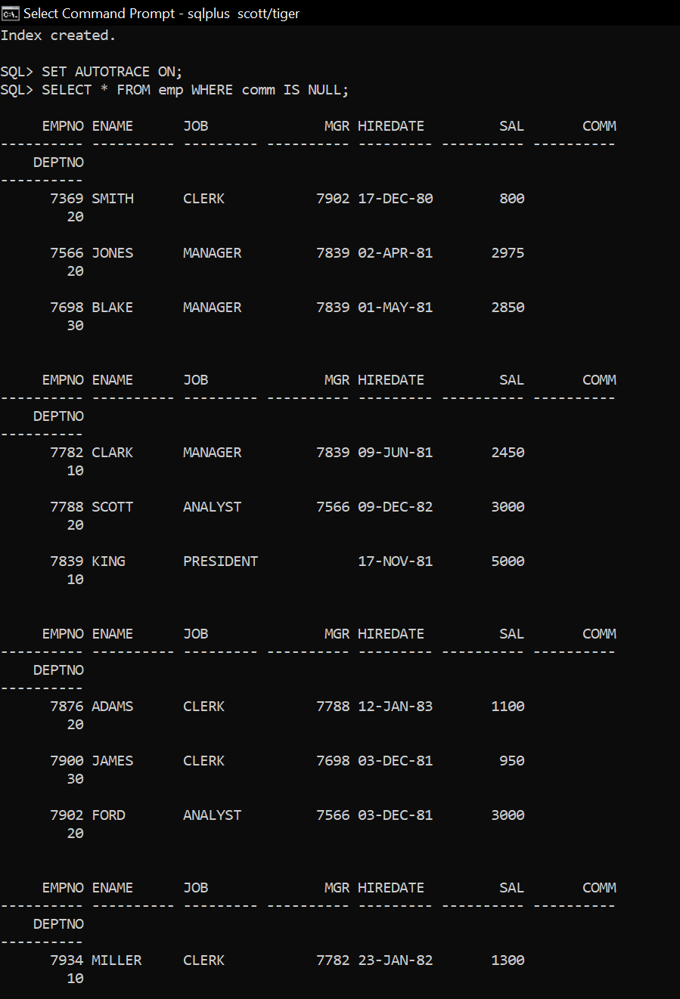 Select Command Prompt - sqlplus  scott/tiger
Index created.

SQL> SET AUTOTRACE ON;
SQL> SELECT * FROM emp WHERE comm IS NULL;

     EMPNO ENAME      JOB              MGR HIREDATE         SAL       COMM
---------- ---------- --------- ---------- --------- ---------- ----------
    DEPTNO
----------
      7369 SMITH      CLERK           7902 17-DEC-80        800
        20

      7566 JONES      MANAGER         7839 02-APR-81       2975
        20

      7698 BLAKE      MANAGER         7839 01-MAY-81       2850
        30


     EMPNO ENAME      JOB              MGR HIREDATE         SAL       COMM
---------- ---------- --------- ---------- --------- ---------- ----------
    DEPTNO
----------
      7782 CLARK      MANAGER         7839 09-JUN-81       2450
        10

      7788 SCOTT      ANALYST         7566 09-DEC-82       3000
        20

      7839 KING       PRESIDENT            17-NOV-81       5000
        10


     EMPNO ENAME      JOB              MGR HIREDATE         SAL       COMM
---------- ---------- --------- ---------- --------- ---------- ----------
    DEPTNO
----------
      7876 ADAMS      CLERK           7788 12-JAN-83       1100
        20

      7900 JAMES      CLERK           7698 03-DEC-81        950
        30

      7902 FORD       ANALYST         7566 03-DEC-81       3000
        20


     EMPNO ENAME      JOB              MGR HIREDATE         SAL       COMM
---------- ---------- --------- ---------- --------- ---------- ----------
    DEPTNO
----------
      7934 MILLER     CLERK           7782 23-JAN-82       1300
        10